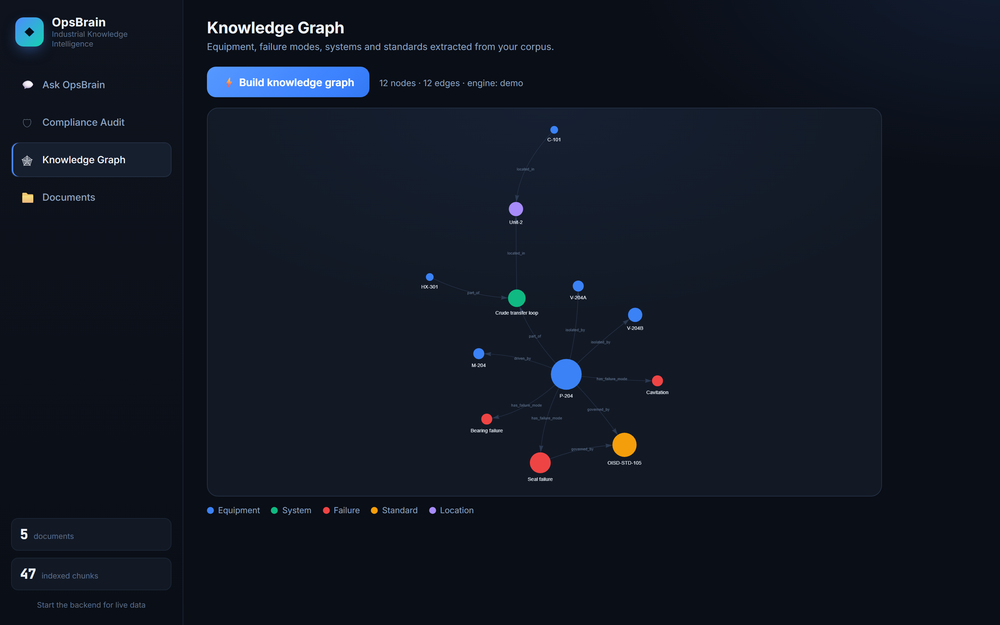 OpsBrain
Industrial Knowledge
Intelligence
Ask OpsBrain
Compliance Audit
Knowledge Graph
Documents
5 documents
47 indexed chunks
Start the backend for live data
Knowledge Graph
Equipment, failure modes, systems and standards extracted from your corpus.
Build knowledge graph
12 nodes · 12 edges · engine: demo
C-101
located_in
Unit-2
located_in
HX-301
part_of
Crude transfer loop
V-204A
V-204B
isolated_by
isolated_by
part_of
driven_by
M-204
P-204
has_failure_mode
Cavitation
has_failure_mode
Bearing failure
has_failure_mode
governed_by
governed_by
OISD-STD-105
Seal failure
Equipment
System
Failure
Standard
Location